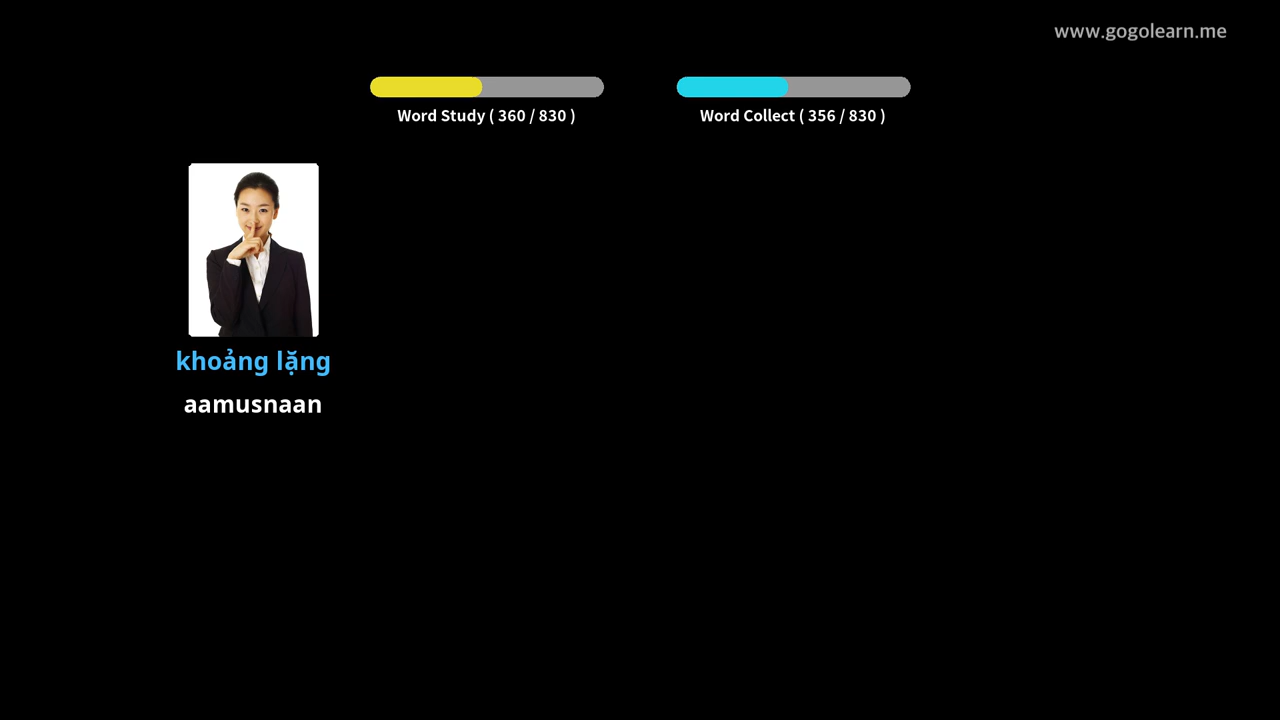 www.gogolearn.me
Word Study ( 360 / 830 )
Word Collect ( 356 / 830 )
khoảng lặng
aamusnaan